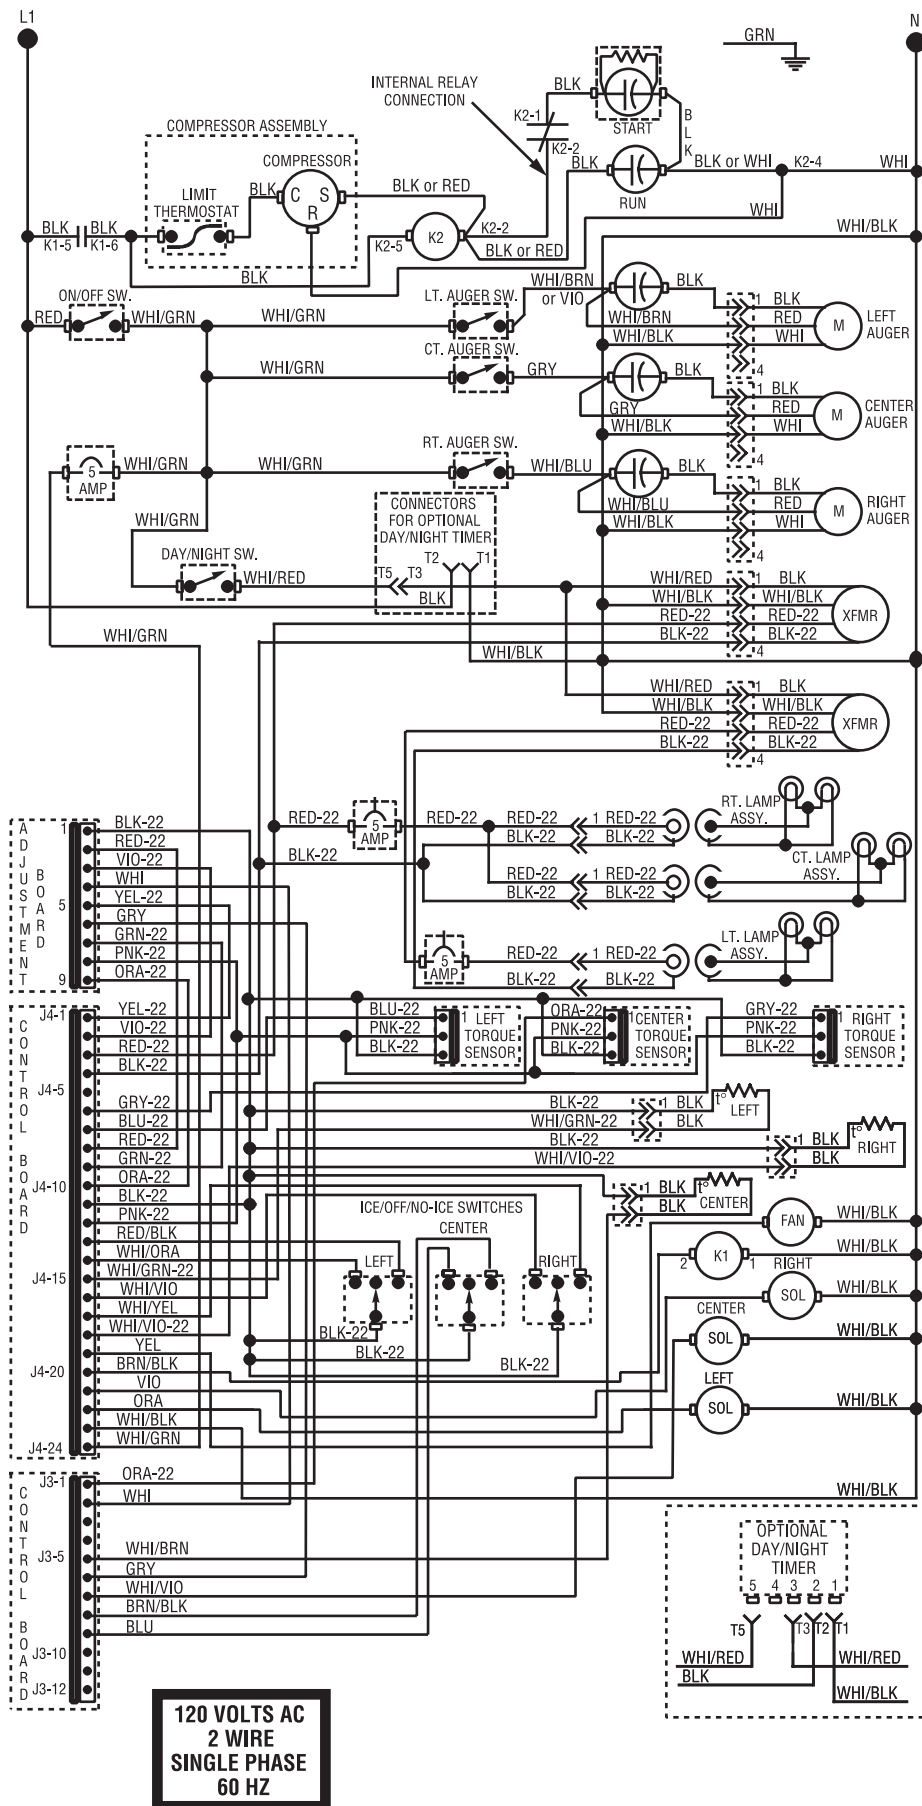 L1
N
GRN
BLK
START
B
L
K
INTERNAL RELAY
CONNECTION
K2-1
K2-2
COMPRESSOR ASSEMBLY
COMPRESSOR
LIMIT
THERMOSTAT
BLK
C S
R
BLK or RED
BLK
RUN
BLK or WHI
K2-4
WHI
WHI
BLK
BLK
K1-5
K1-6
K2-5
K2
K2-2
BLK or RED
WHI/BLK
BLK
ON/OFF SW.
RED
WHI/GRN
WHI/GRN
LT. AUGER SW.
WHI/BRN
or VIO
BLK
WHI/BRN
WHI/BLK
1
BLK
RED
WHI
4
M
LEFT
AUGER
WHI/GRN
CT. AUGER SW.
GRY
BLK
GRY
WHI/BLK
1 BLK
RED
WHI
4
M
CENTER
AUGER
5
AMP
WHI/GRN
WHI/GRN
RT. AUGER SW.
WHI/BLU
BLK
WHI/BLU
WHI/BLK
1
BLK
RED
WHI
4
M
RIGHT
AUGER
WHI/GRN
CONNECTORS
FOR OPTIONAL
DAY/NIGHT TIMER
DAY/NIGHT SW.
WHI/RED
T5
T3
T2
T1
BLK
WHI/GRN
WHI/RED
WHI/BLK
RED-22
BLK-22
1
BLK
WHI/BLK
RED-22
BLK-22
4
XFMR
WHI/BLK
WHI/RED
WHI/BLK
RED-22
BLK-22
1
BLK
WHI/BLK
RED-22
BLK-22
4
XFMR
RED-22
5
AMP
RED-22
RED-22
1 RED-22
BLK-22
BLK-22
RT. LAMP
ASSY.
BLK-22
RED-22
RED-22
BLK-22
BLK-22
CT. LAMP
ASSY.
5
AMP
RED-22
1 RED-22
BLK-22
BLK-22
LT. LAMP
ASSY.
ADJUSTMENT
BOARD
1
5
9
BLK-22
RED-22
VIO-22
WHI
YEL-22
GRY
GRN-22
PNK-22
ORA-22
CONTROL BOARD
J4-1
J4-5
J4-10
J4-15
J4-20
J4-24
YEL-22
VIO-22
RED-22
BLK-22
GRY-22
BLU-22
RED-22
GRN-22
ORA-22
BLK-22
PNK-22
RED/BLK
WHI/ORA
WHI/GRN-22
WHI/VIO
WHI/YEL
WHI/VIO-22
YEL
BRN/BLK
VIO
ORA
WHI/BLK
WHI/GRN
BLU-22
PNK-22
BLK-22
1
LEFT
TORQUE
SENSOR
ORA-22
PNK-22
BLK-22
1
CENTER
TORQUE
SENSOR
GRY-22
PNK-22
BLK-22
1
RIGHT
TORQUE
SENSOR
BLK-22
WHI/GRN-22
1 BLK
BLK
t°
LEFT
BLK-22
WHI/VIO-22
1 BLK
BLK
t°
RIGHT
1 BLK
BLK
t°
CENTER
ICE/OFF/NO-ICE SWITCHES
CENTER
LEFT
RIGHT
BLK-22
BLK-22
BLK-22
FAN
WHI/BLK
2
K1
1
WHI/BLK
RIGHT
SOL
WHI/BLK
CENTER
SOL
WHI/BLK
LEFT
SOL
WHI/BLK
WHI/BLK
CONTROL BOARD
J3-1
J3-5
J3-10
J3-12
ORA-22
WHI
WHI/BRN
GRY
WHI/VIO
BRN/BLK
BLU
OPTIONAL
DAY/NIGHT
TIMER
5 4 3 2 1
T5
T3
T2
T1
WHI/RED
BLK
WHI/RED
WHI/BLK
120 VOLTS AC
2 WIRE
SINGLE PHASE
60 HZ